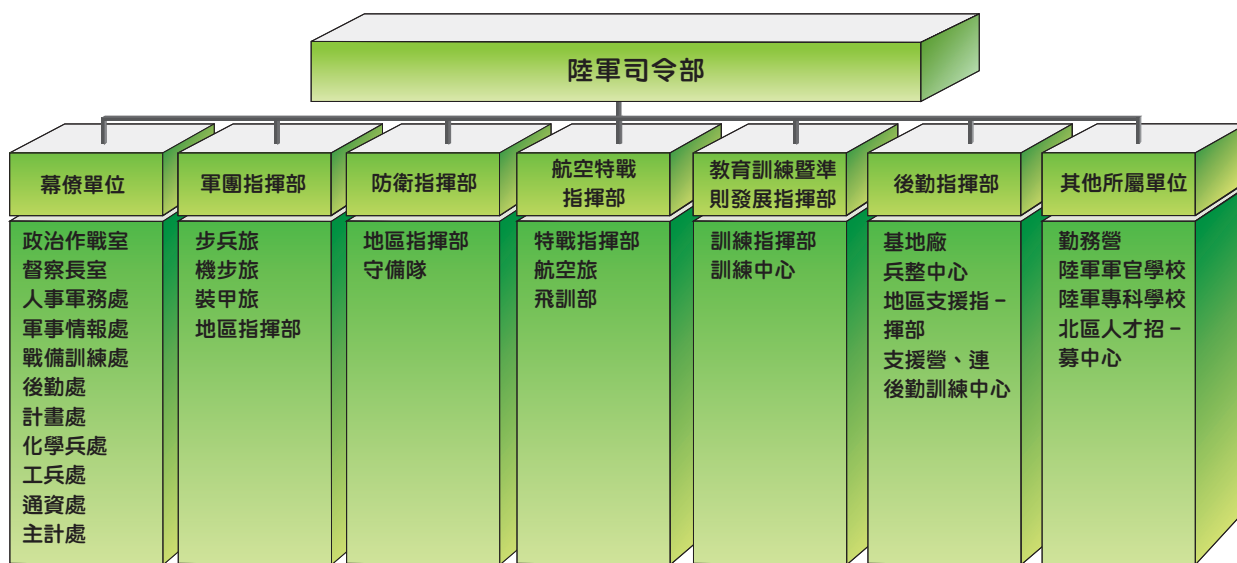 陸軍司令部
幕僚單位
政治作戰室
督察長室
人事軍務處
軍事情報處
戰備訓練處
後勤處
計畫處
化學兵處
工兵處
通資處
主計處
軍團指揮部
步兵旅
機步旅
裝甲旅
地區指揮部
防衛指揮部
地區指揮部
守備隊
航空特戰
指揮部
特戰指揮部
航空旅
飛訓部
教育訓練暨準
則發展指揮部
訓練指揮部
訓練中心
後勤指揮部
基地廠
兵整中心
地區支援指-
揮部
支援營、連
後勤訓練中心
其他所屬單位
勤務營
陸軍軍官學校
陸軍專科學校
北區人才招-
募中心